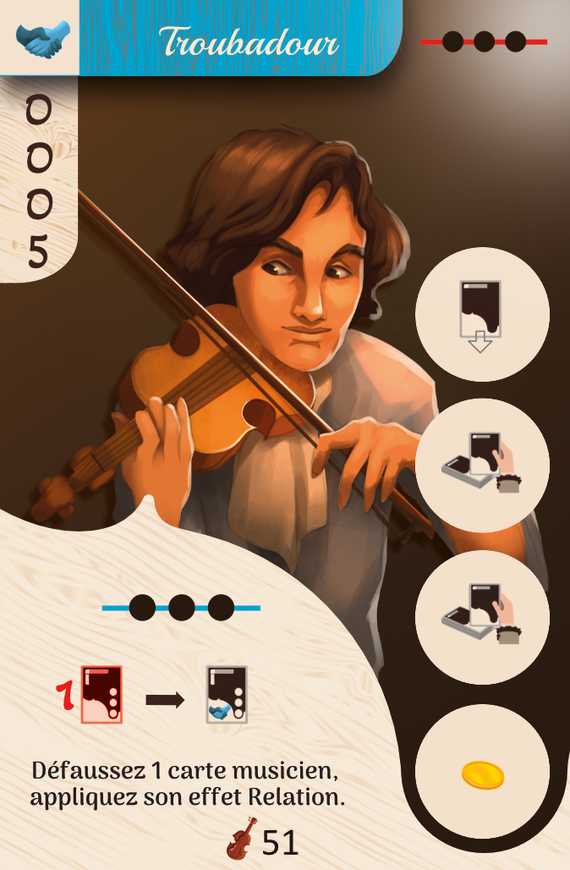 Troubadour
0
0
0
5
1
Défaussez 1 carte musicien,
appliquez son effet Relation.
51